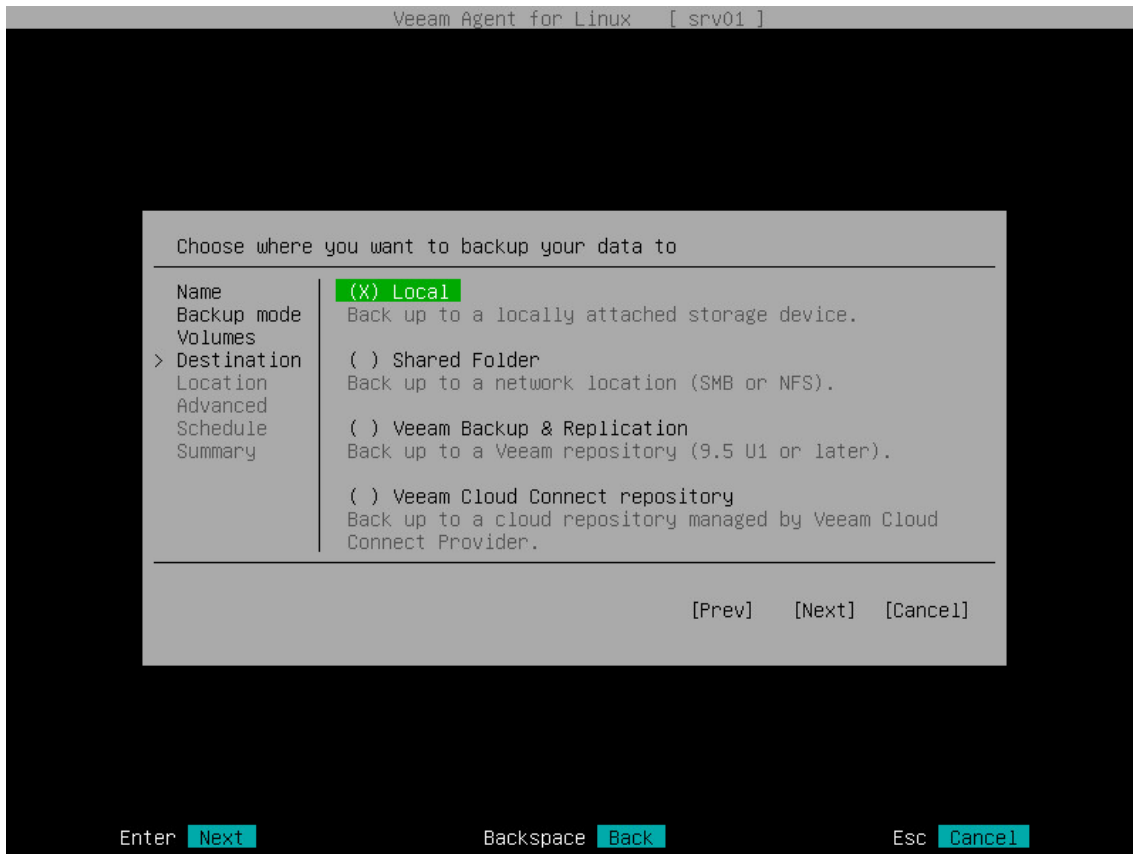 Veeam Agent for Linux [ srv01 ]
Choose where you want to backup your data to
Name
Backup mode
Volumes
> Destination
Location
Advanced
Schedule
Summary
(X) Local
Back up to a locally attached storage device.
( ) Shared Folder
Back up to a network location (SMB or NFS).
( ) Veeam Backup & Replication
Back up to a Veeam repository (9.5 U1 or later).
( ) Veeam Cloud Connect repository
Back up to a cloud repository managed by Veeam Cloud
Connect Provider.
[Prev] [Next] [Cancel]
Enter Next Backspace Back Esc Cancel